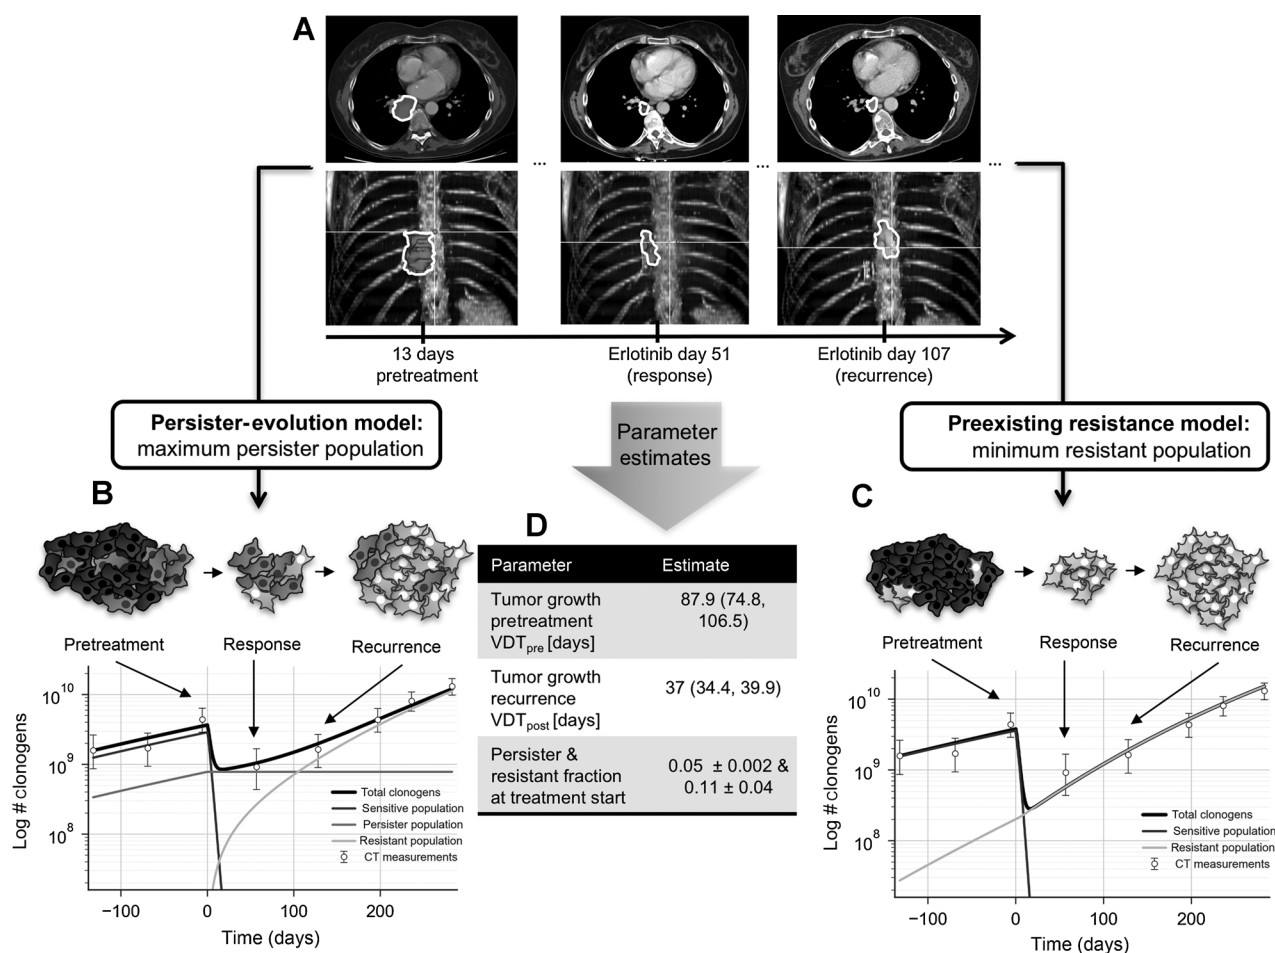 A
...
...
...
13 days
pretreatment
Erlotinib day 51
(response)
Erlotinib day 107
(recurrence)
Persister-evolution model:
maximum persister population
Parameter
estimates
Preexisting resistance model:
minimum resistant population
B
Pretreatment
Response
Recurrence
Log # clonogens
10^10
10^9
10^8
Total clonogens
Sensitive population
Persister population
Resistant population
CT measurements
−100
0
100
200
Time (days)
D
Parameter
Estimate
Tumor growth
pretreatment
VDTpre [days]
87.9 (74.8,
106.5)
Tumor growth
recurrence
VDTpost [days]
37 (34.4, 39.9)
Persister &
resistant fraction
at treatment start
0.05 ± 0.002 &
0.11 ± 0.04
C
Pretreatment
Response
Recurrence
Log # clonogens
10^10
10^9
10^8
Total clonogens
Sensitive population
Resistant population
CT measurements
−100
0
100
200
Time (days)